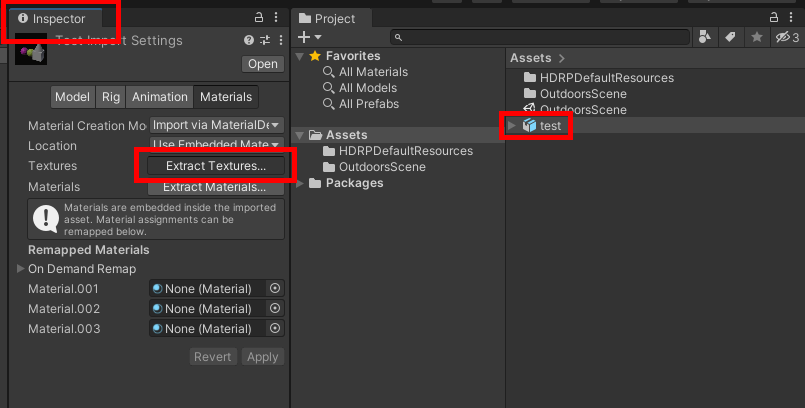 Inspector
Test Import Settings
Open
Model Rig Animation Materials
Material Creation Mo Import via MaterialDe
Location Use Embedded Mate
Textures Extract Textures...
Materials Extract Materials...
Materials are embedded inside the imported
asset. Material assignments can be
remapped below.
Remapped Materials
On Demand Remap
Material.001 None (Material)
Material.002 None (Material)
Material.003 None (Material)
Revert Apply
Project
3
Favorites
All Materials
All Models
All Prefabs
Assets
HDRPDefaultResources
OutdoorsScene
Packages
Assets
HDRPDefaultResources
OutdoorsScene
OutdoorsScene
test